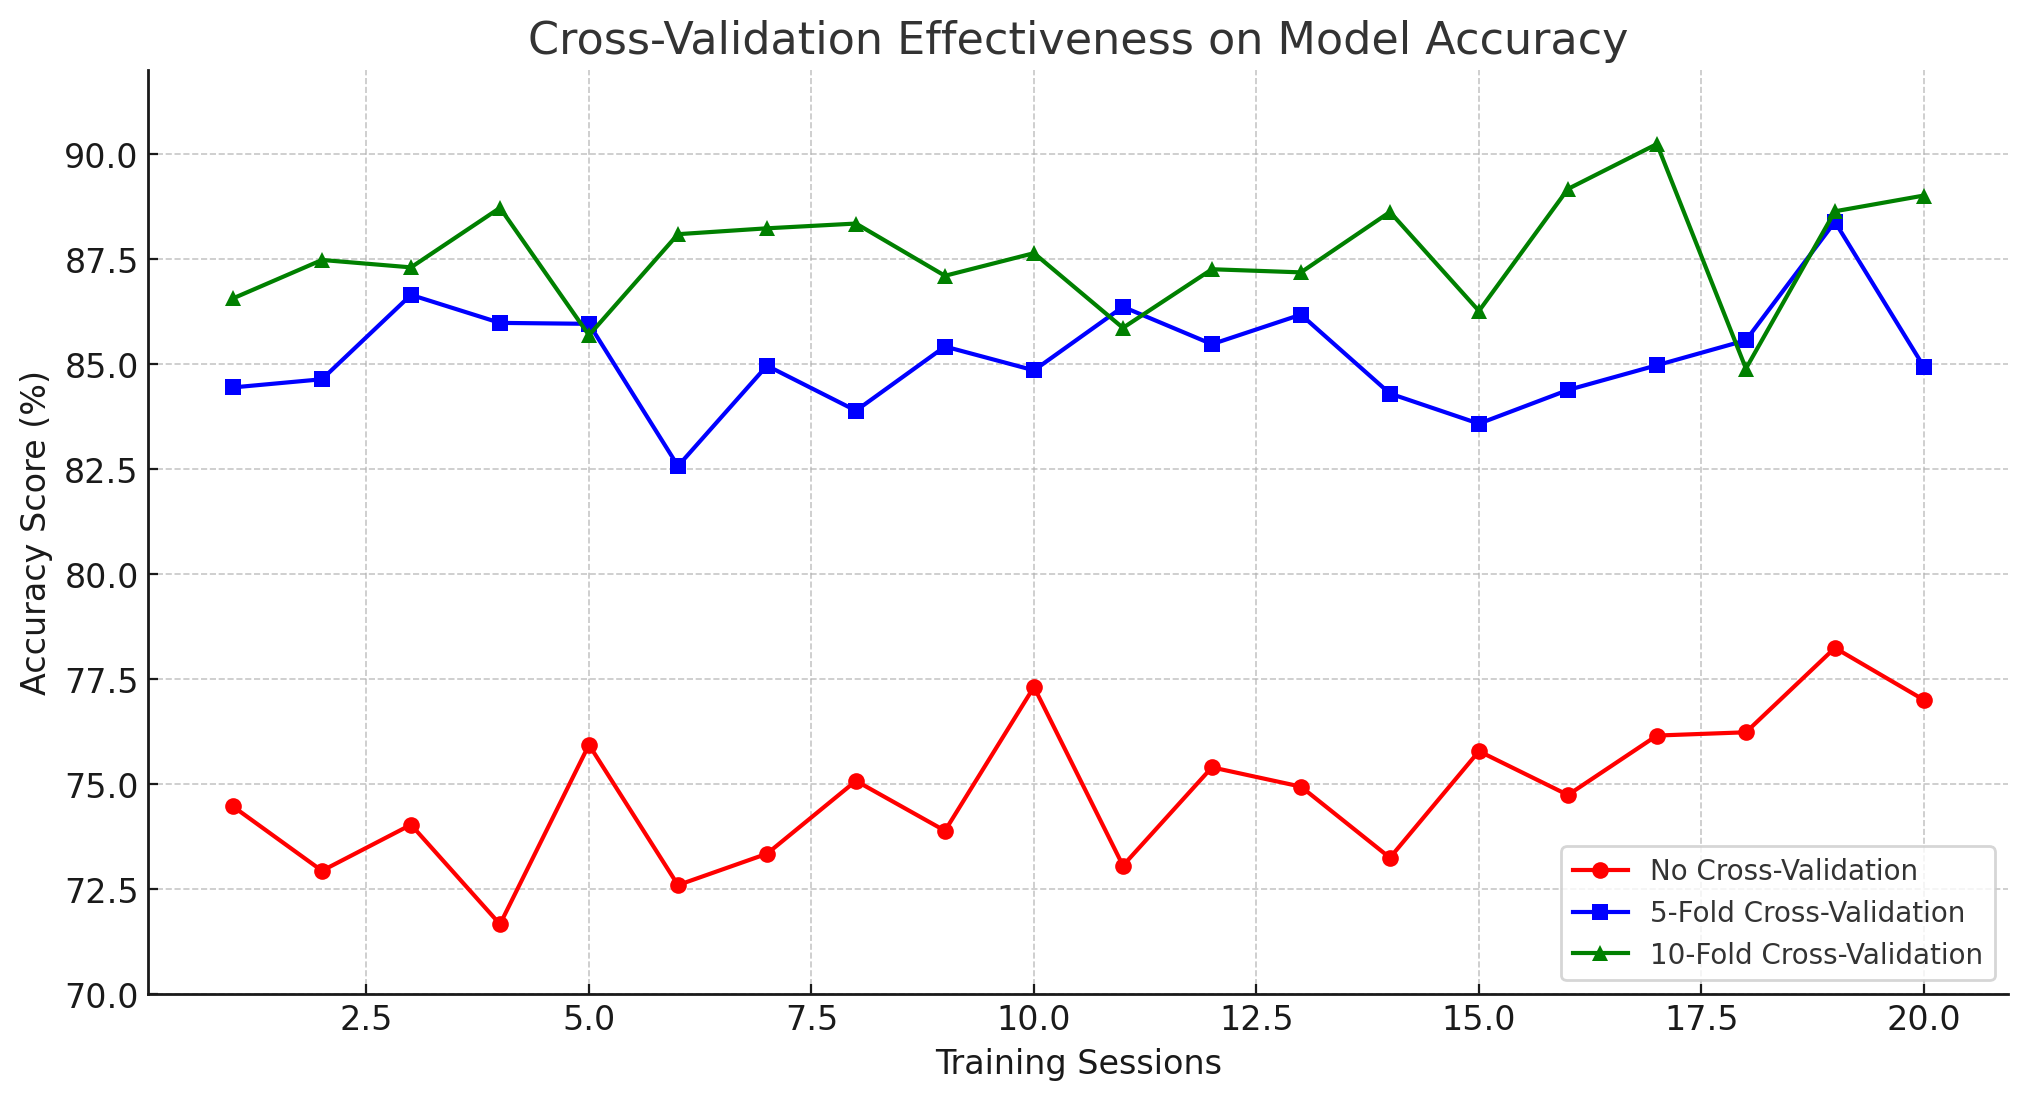 Cross-Validation Effectiveness on Model Accuracy
Accuracy Score (%)
90.0
87.5
85.0
82.5
80.0
77.5
75.0
72.5
70.0
No Cross-Validation
5-Fold Cross-Validation
10-Fold Cross-Validation
2.5 5.0 7.5 10.0 12.5 15.0 17.5 20.0
Training Sessions